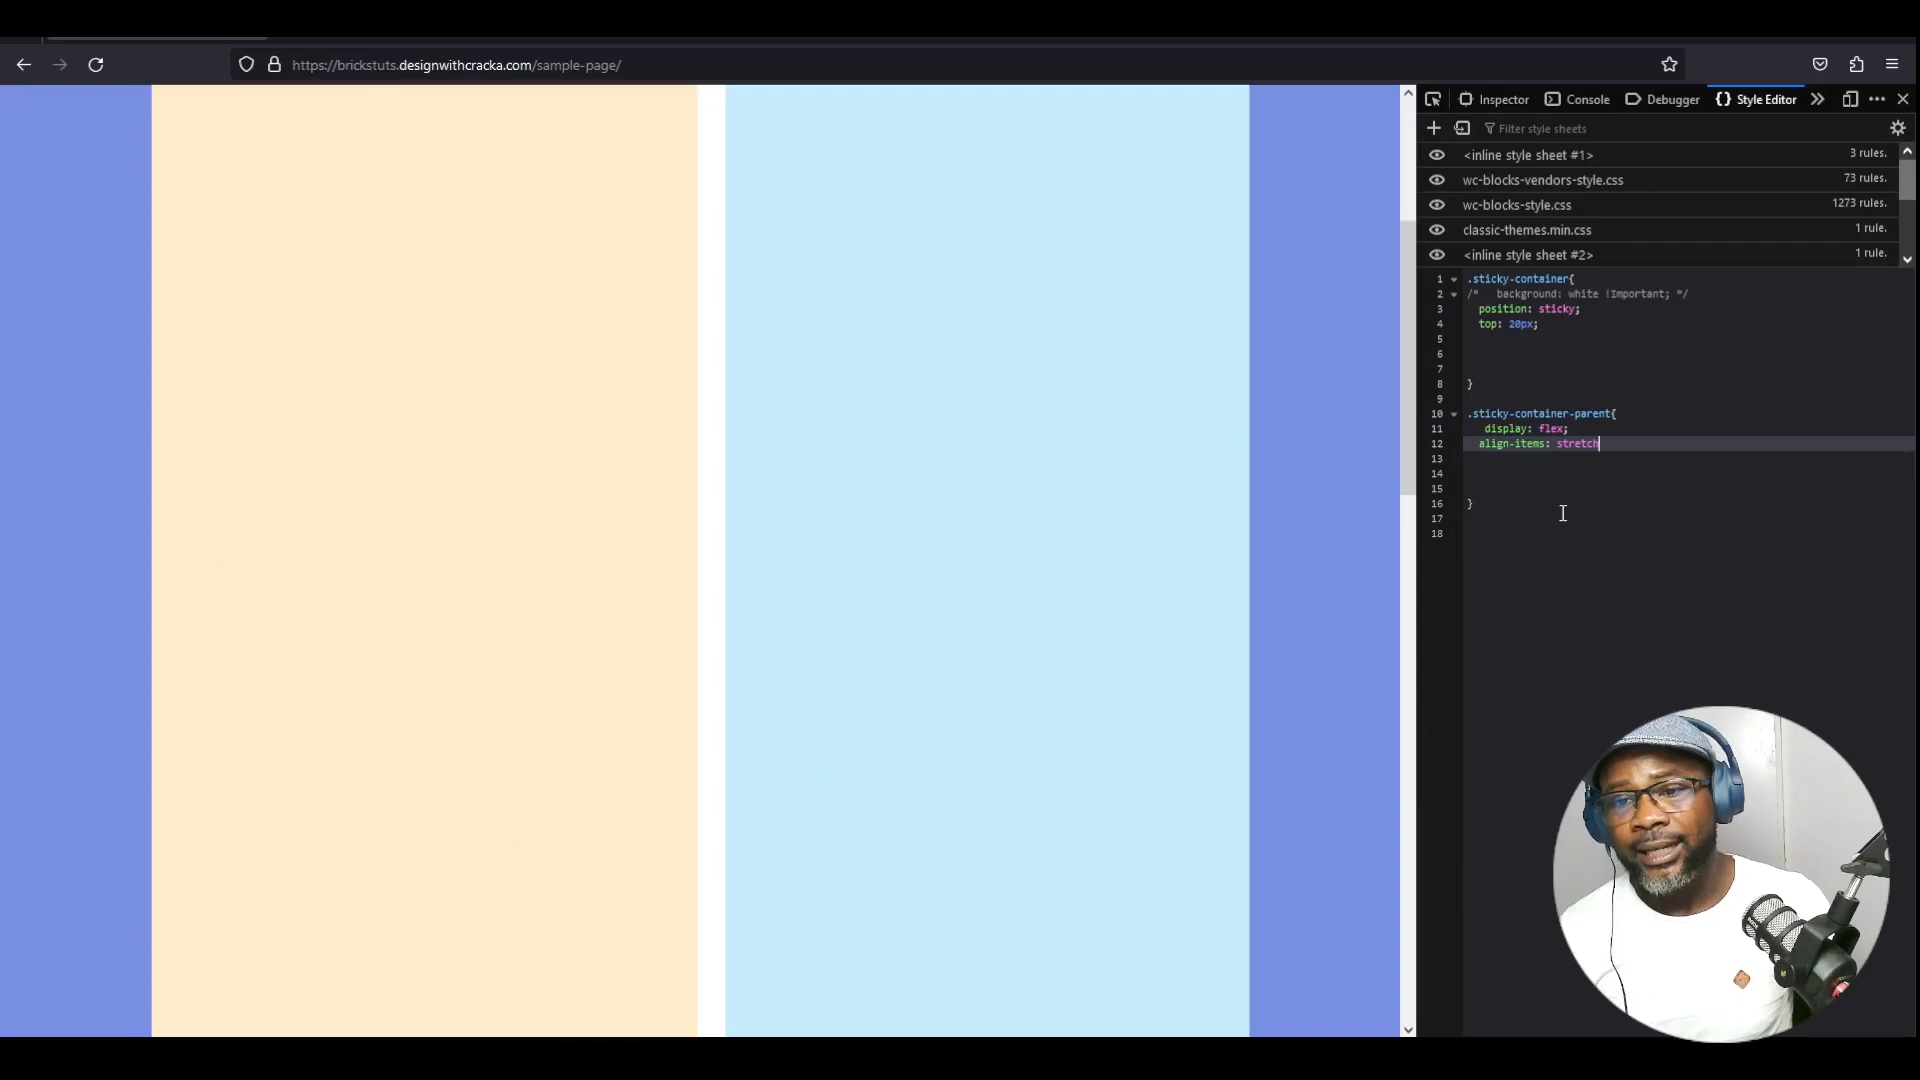 https://brickstuts.designwithcracka.com/sample-page/
Inspector Console Debugger Style Editor
Filter style sheets
<inline style sheet #1> 3 rules.
wc-blocks-vendors-style.css 73 rules.
wc-blocks-style.css 1273 rules.
classic-themes.min.css 1 rule.
<inline style sheet #2> 1 rule.
1 .sticky-container{
2 /* background: white !Important; */
3 position: sticky;
4 top: 20px;
5
6
7
8 }
9
10 .sticky-container-parent{
11 display: flex;
12 align-items: stretch
13
14
15
16 }
17
18